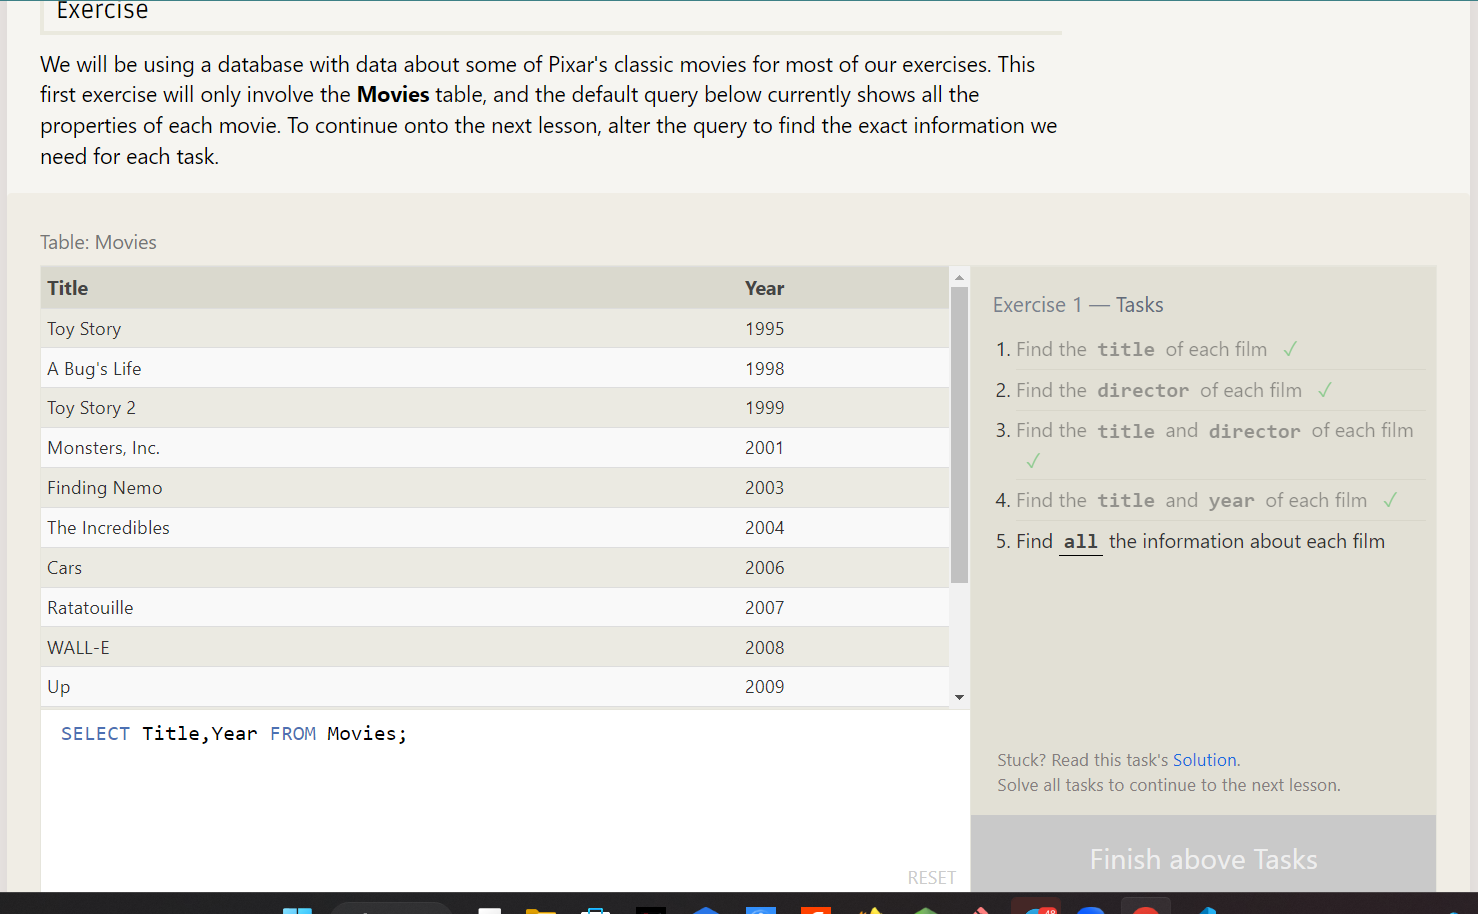 Exercise
We will be using a database with data about some of Pixar's classic movies for most of our exercises. This
first exercise will only involve the Movies table, and the default query below currently shows all the
properties of each movie. To continue onto the next lesson, alter the query to find the exact information we
need for each task.
Table: Movies
Title Year
Toy Story 1995
A Bug's Life 1998
Toy Story 2 1999
Monsters, Inc. 2001
Finding Nemo 2003
The Incredibles 2004
Cars 2006
Ratatouille 2007
WALL-E 2008
Up 2009
SELECT Title,Year FROM Movies;
RESET
Exercise 1 — Tasks
1. Find the title of each film ✓
2. Find the director of each film ✓
3. Find the title and director of each film
✓
4. Find the title and year of each film ✓
5. Find all the information about each film
Stuck? Read this task's Solution.
Solve all tasks to continue to the next lesson.
Finish above Tasks